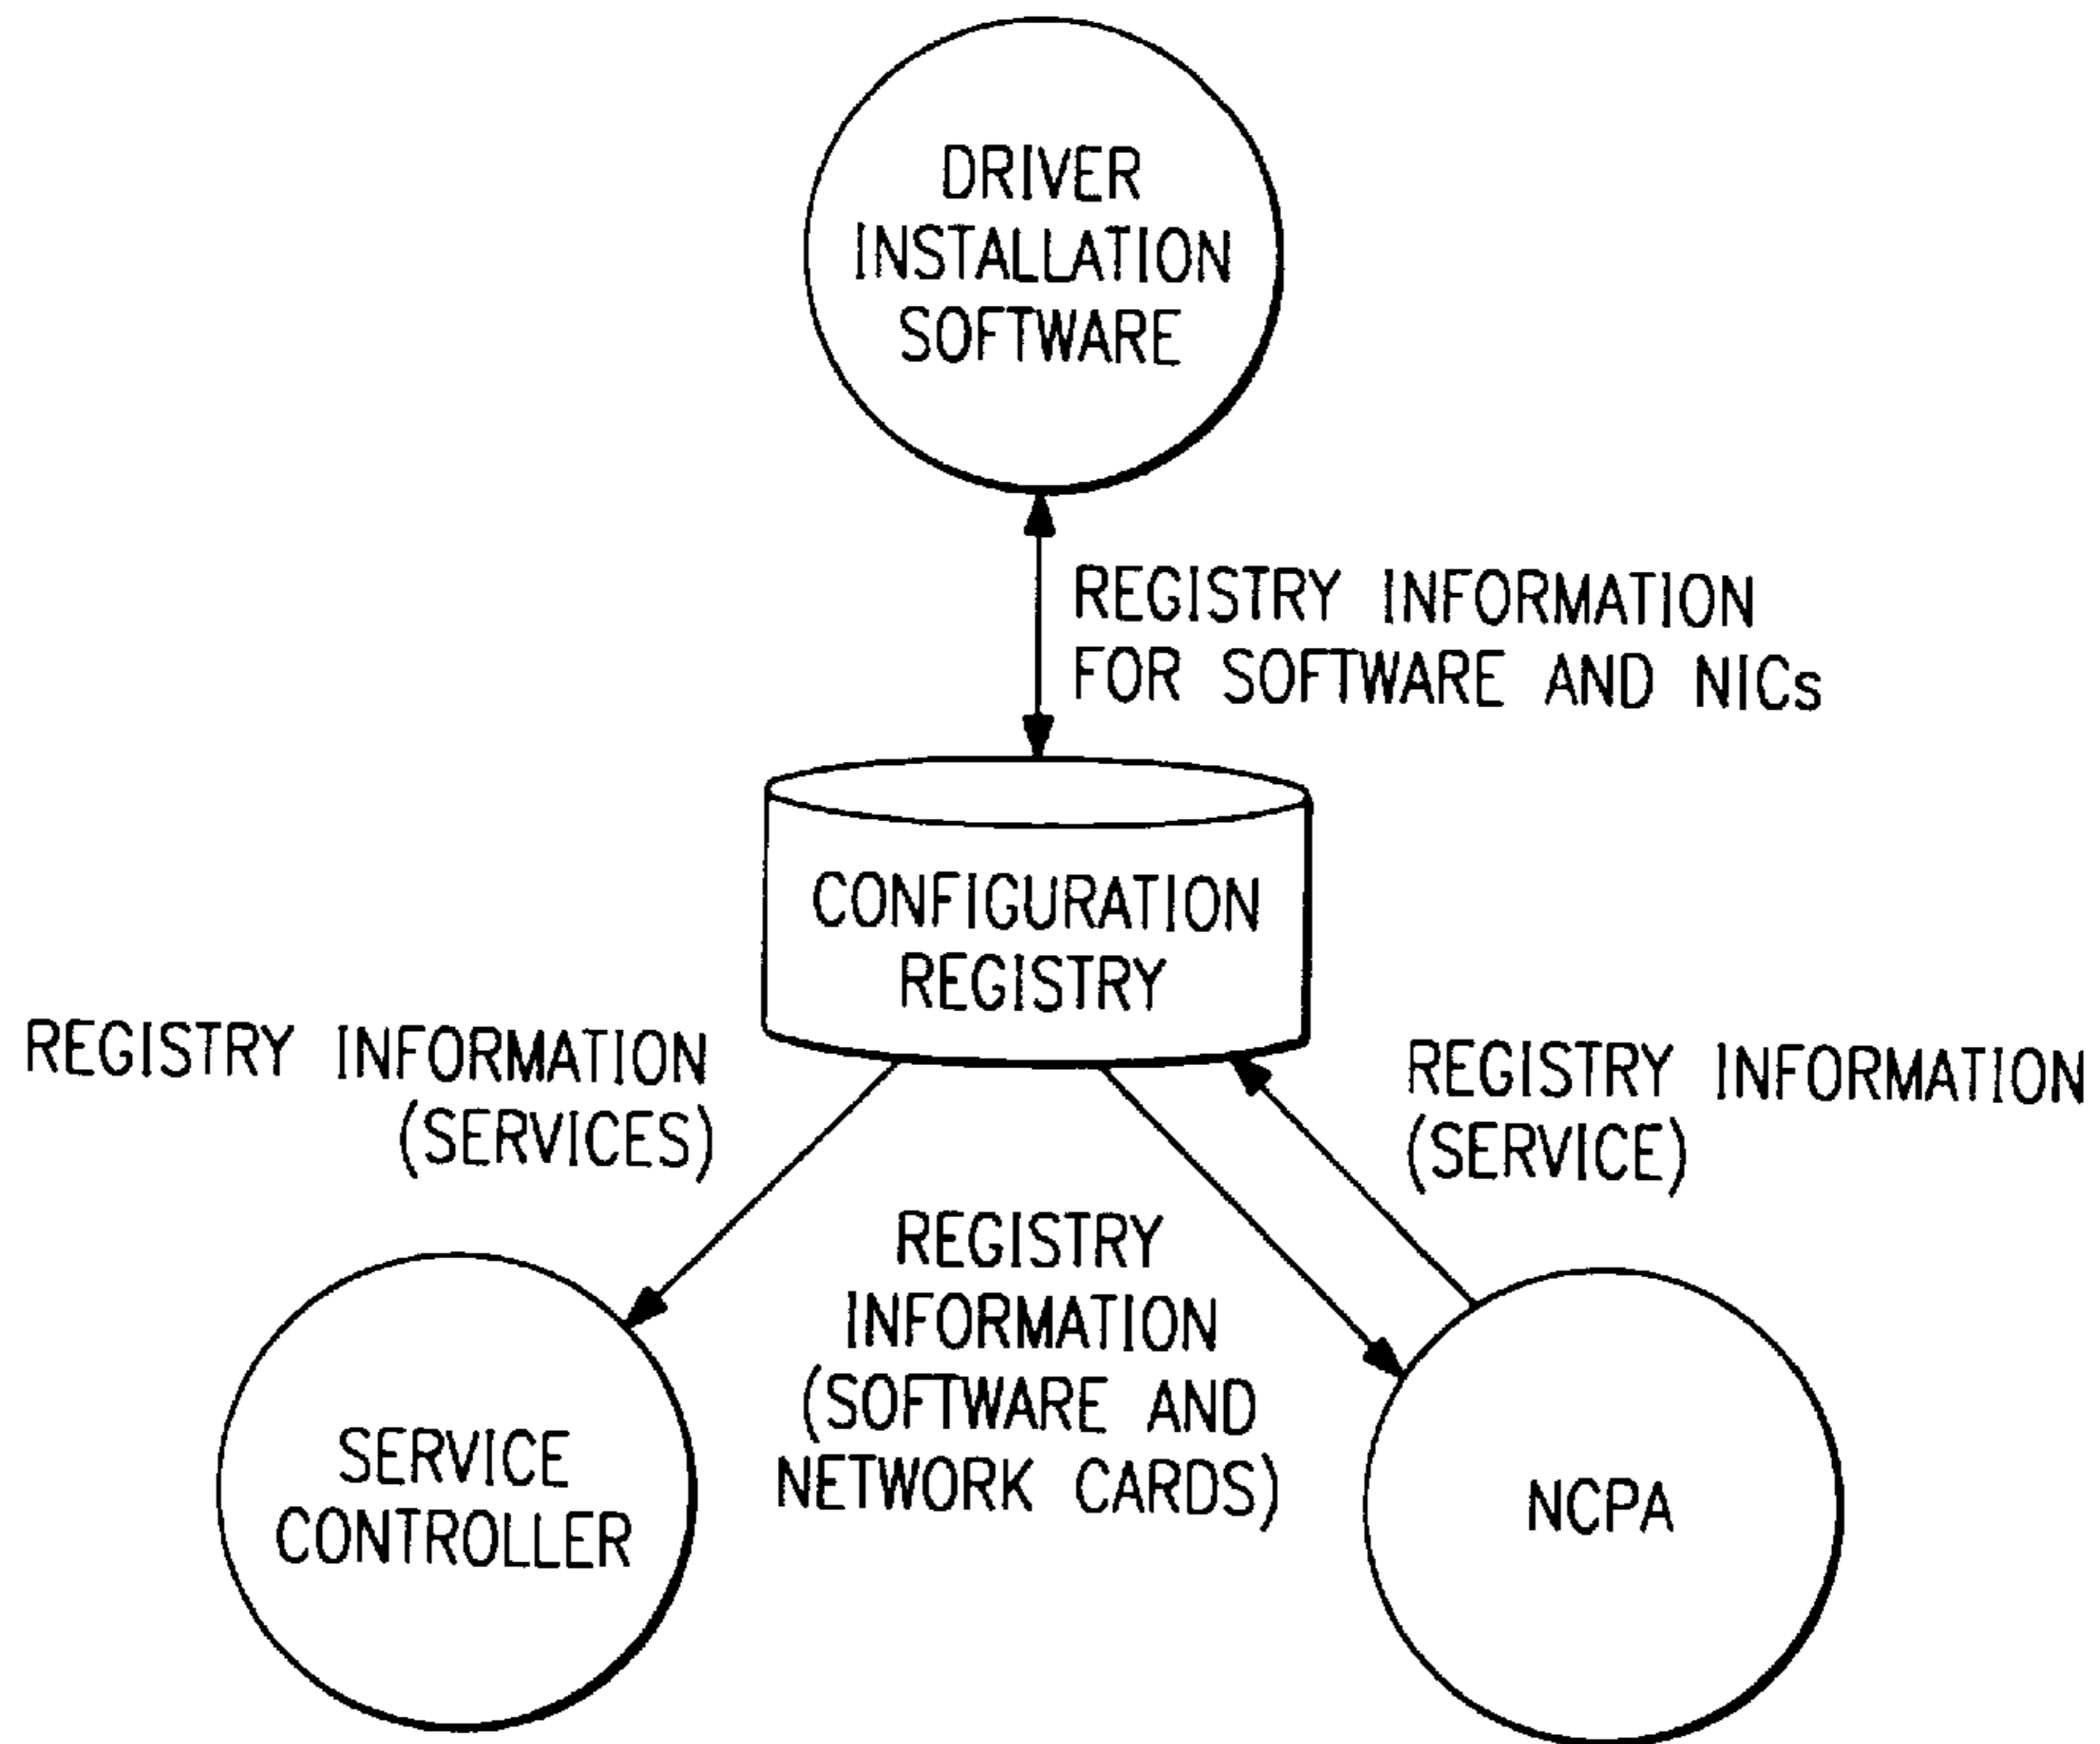 DRIVER
INSTALLATION
SOFTWARE
REGISTRY INFORMATION
FOR SOFTWARE AND NICs
CONFIGURATION
REGISTRY
REGISTRY INFORMATION
(SERVICES)
REGISTRY INFORMATION
(SERVICE)
REGISTRY
INFORMATION
(SOFTWARE AND
NETWORK CARDS)
SERVICE
CONTROLLER
NCPA